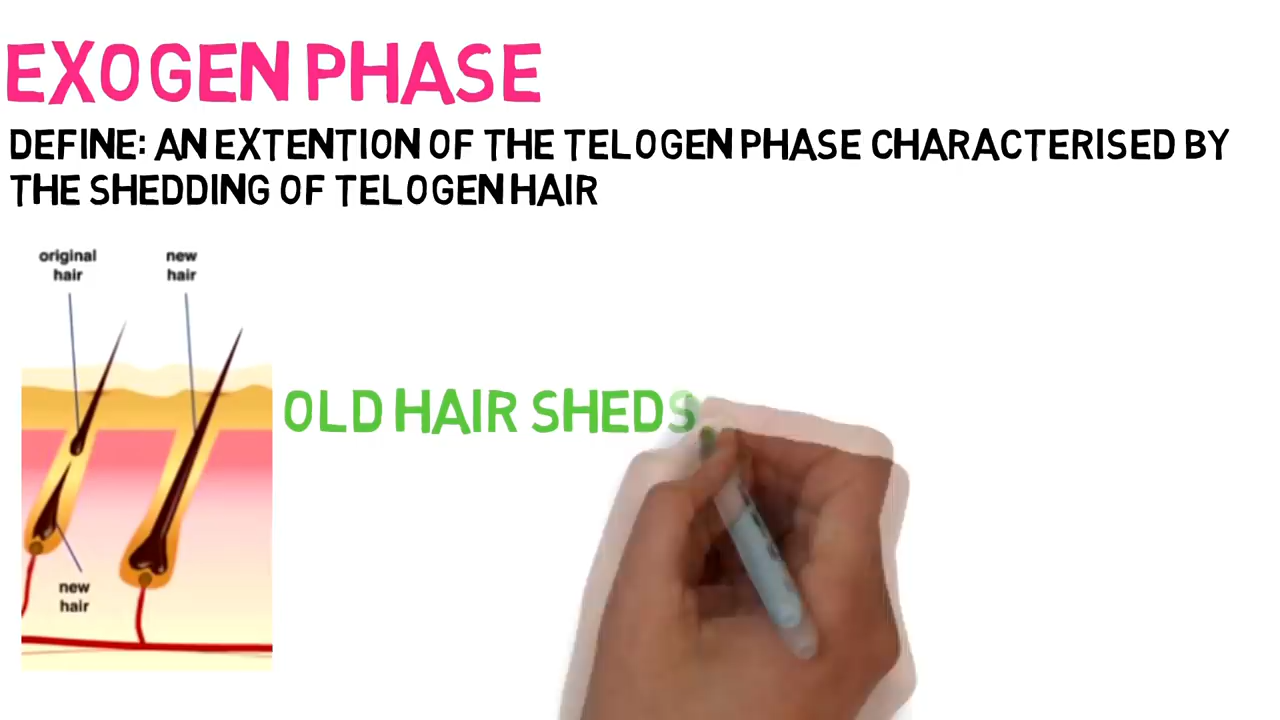 EXOGEN PHASE
DEFINE: AN EXTENTION OF THE TELOGEN PHASE CHARACTERISED BY
THE SHEDDING OF TELOGEN HAIR
original
hair
new
hair
OLD HAIR SHEDS
new
hair